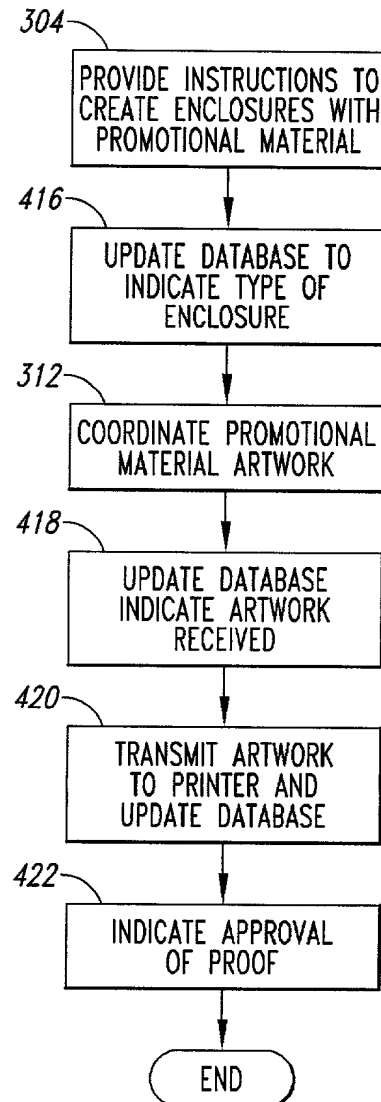 304
PROVIDE INSTRUCTIONS TO
CREATE ENCLOSURES WITH
PROMOTIONAL MATERIAL
416
UPDATE DATABASE TO
INDICATE TYPE OF
ENCLOSURE
312
COORDINATE PROMOTIONAL
MATERIAL ARTWORK
418
UPDATE DATABASE
INDICATE ARTWORK
RECEIVED
420
TRANSMIT ARTWORK
TO PRINTER AND
UPDATE DATABASE
422
INDICATE APPROVAL
OF PROOF
END